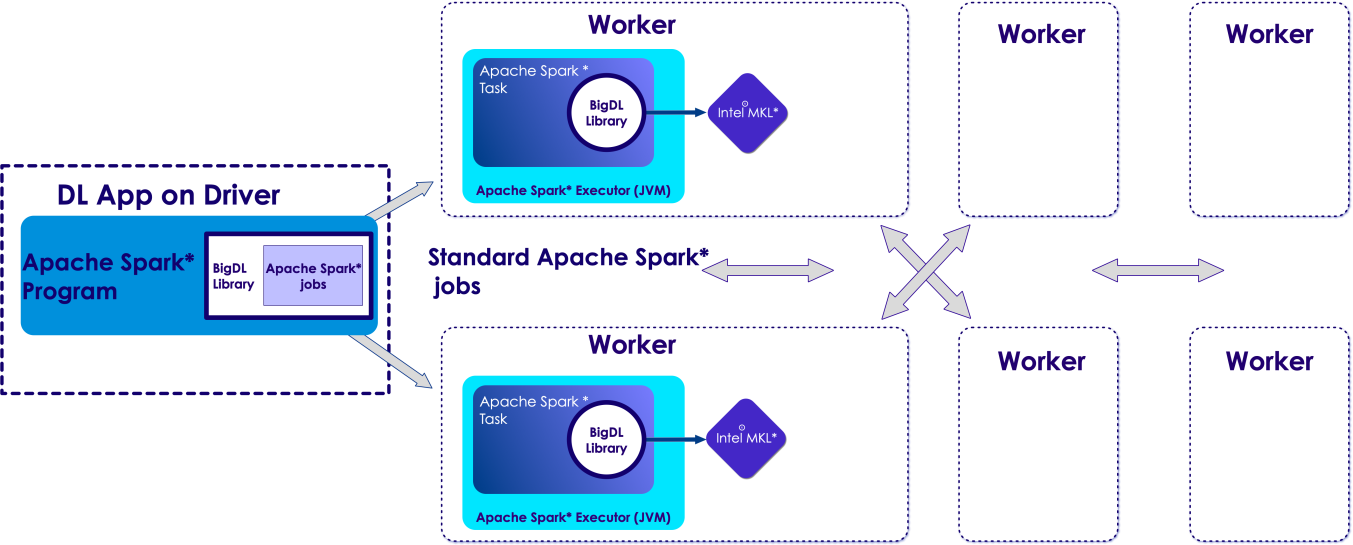 Worker
Apache Spark *
Task
BigDL
Library
Intel MKL*
Apache Spark* Executor (JVM)
Worker
Worker
DL App on Driver
Apache Spark*
Program
BigDL
Library
Apache Spark*
jobs
Standard Apache Spark*
jobs
Worker
Apache Spark *
Task
BigDL
Library
Intel MKL*
Apache Spark* Executor (JVM)
Worker
Worker